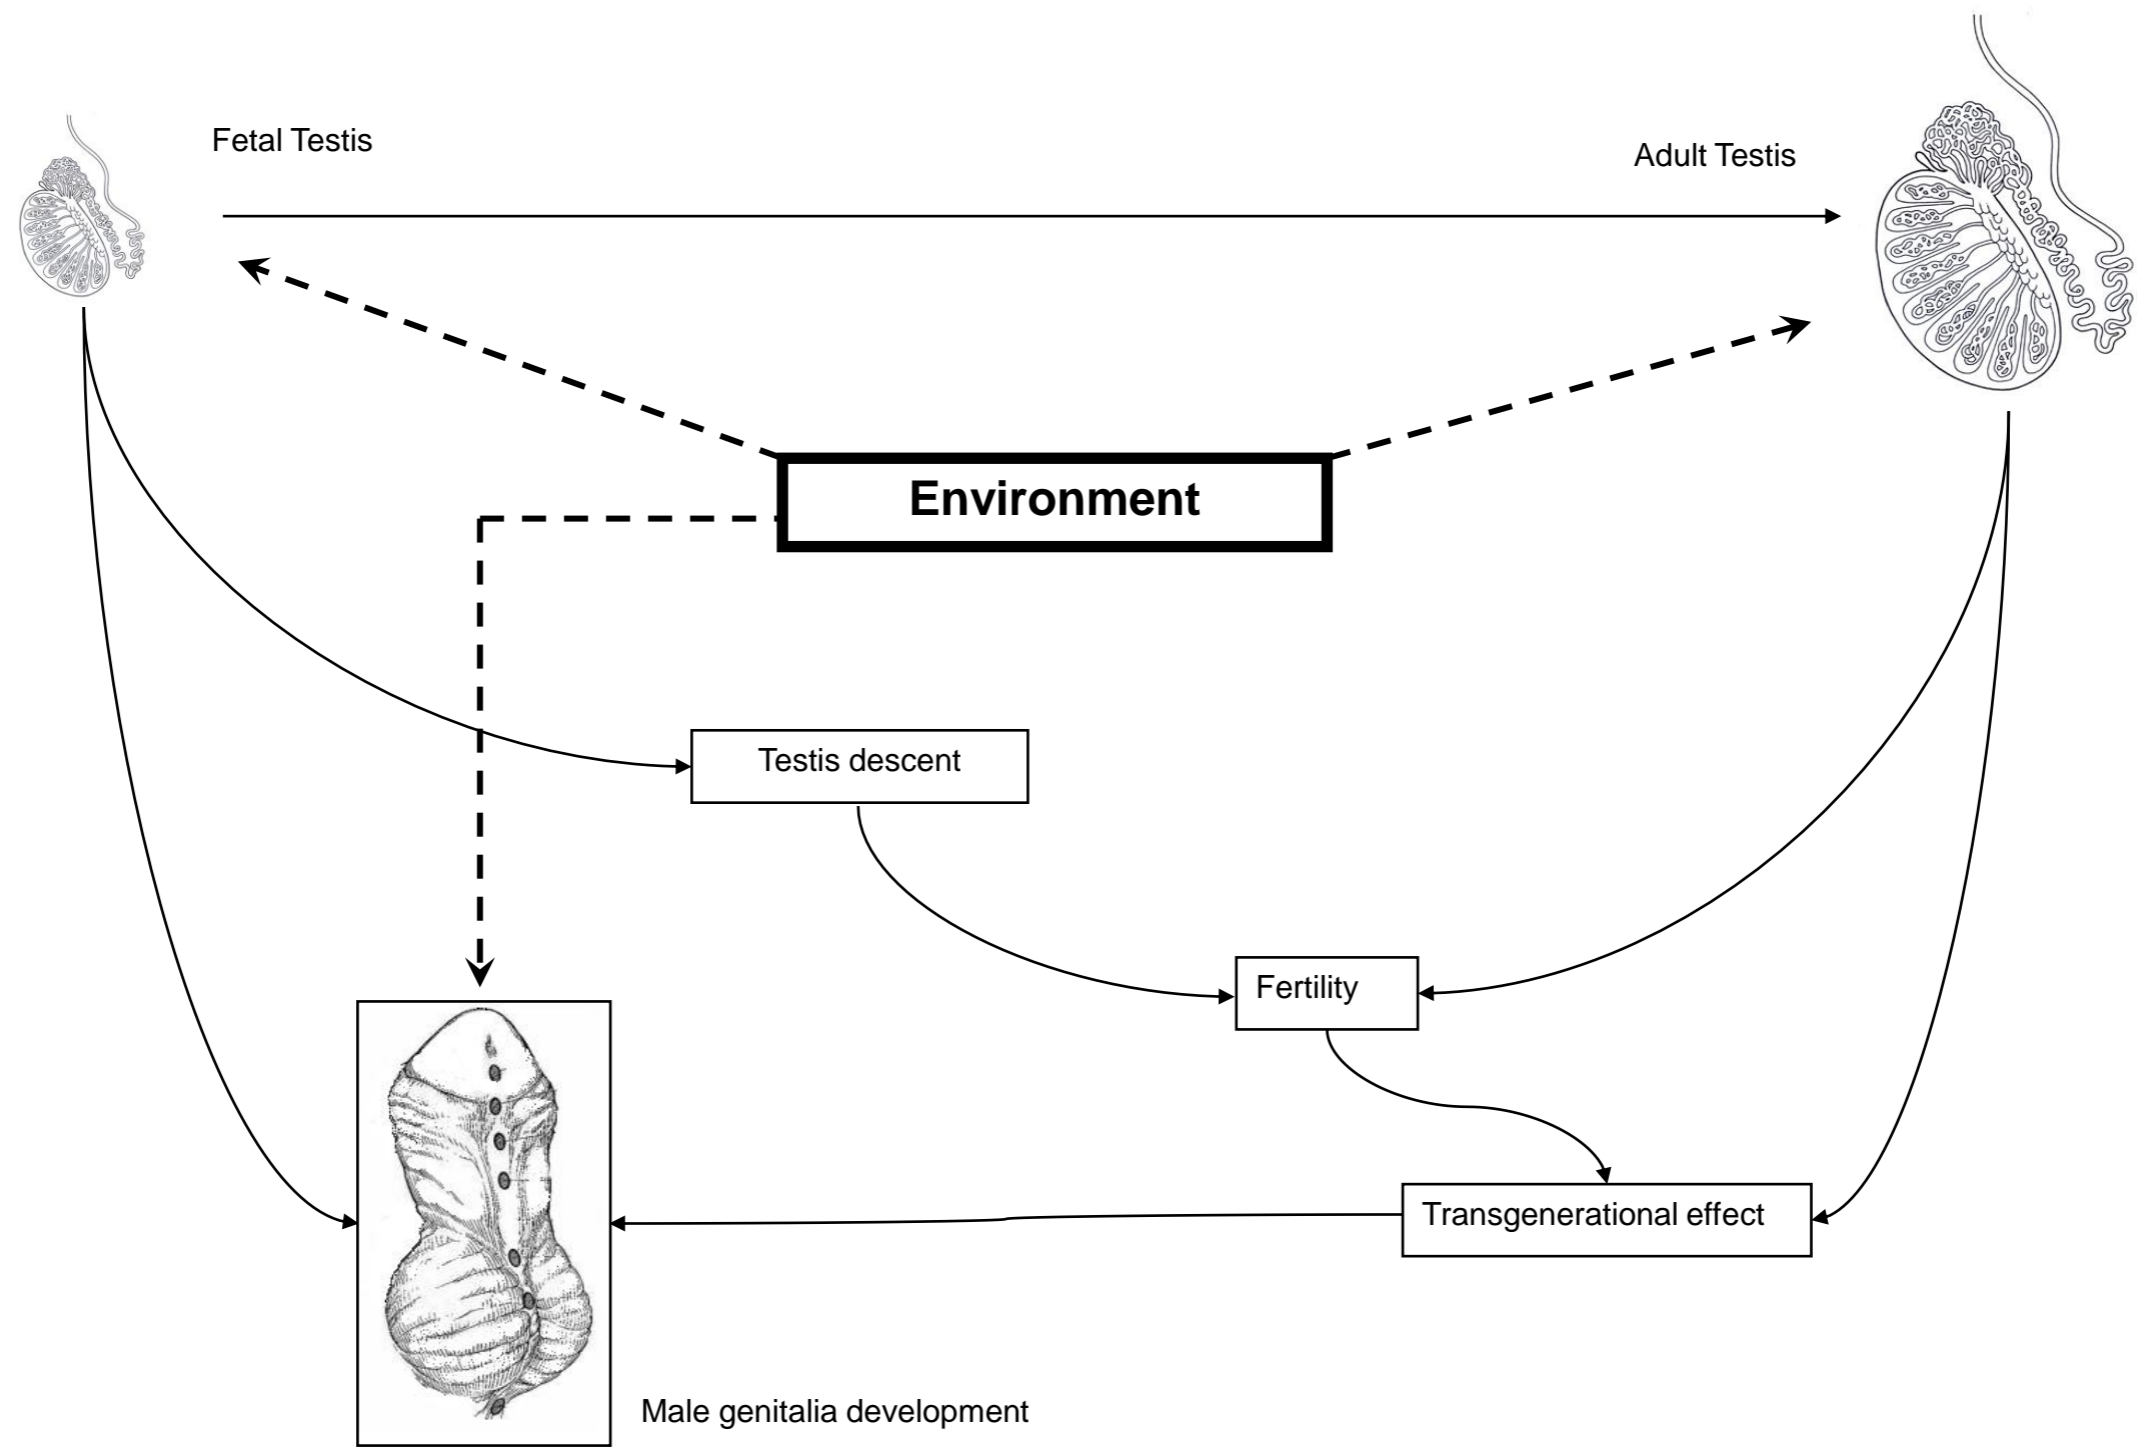 Fetal Testis
Adult Testis
Environment
Testis descent
Fertility
Transgenerational effect
Male genitalia development